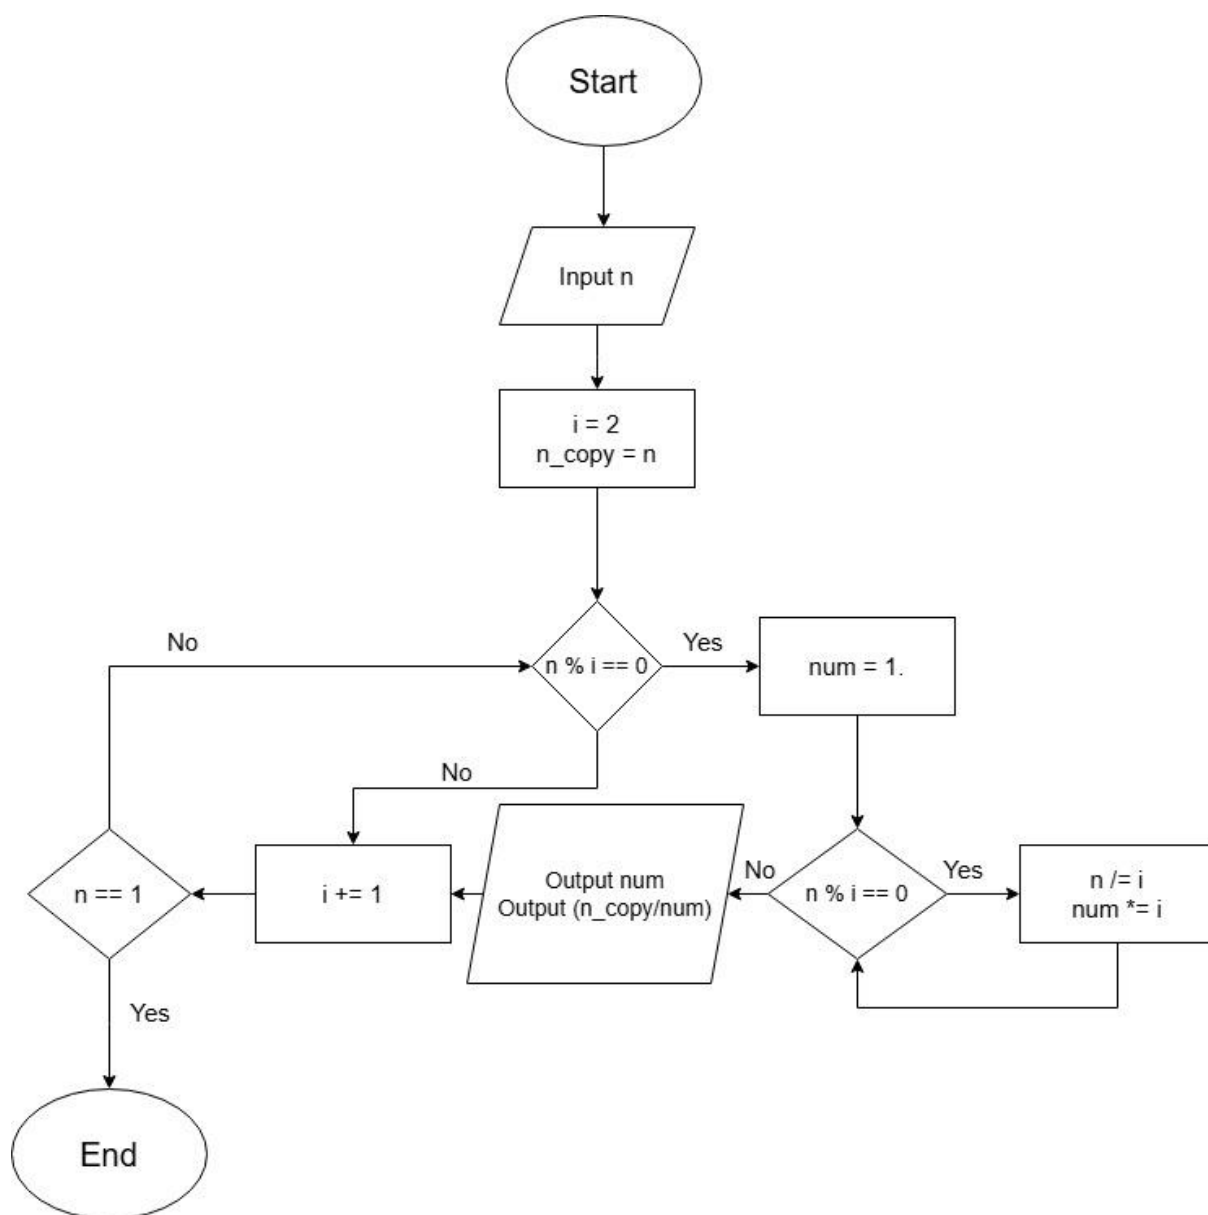 Start
Input n
i = 2
n_copy = n
No
n % i == 0
Yes
num = 1.
No
n == 1
i += 1
Output num
Output (n_copy/num)
No
n % i == 0
Yes
n /= i
num *= i
Yes
End